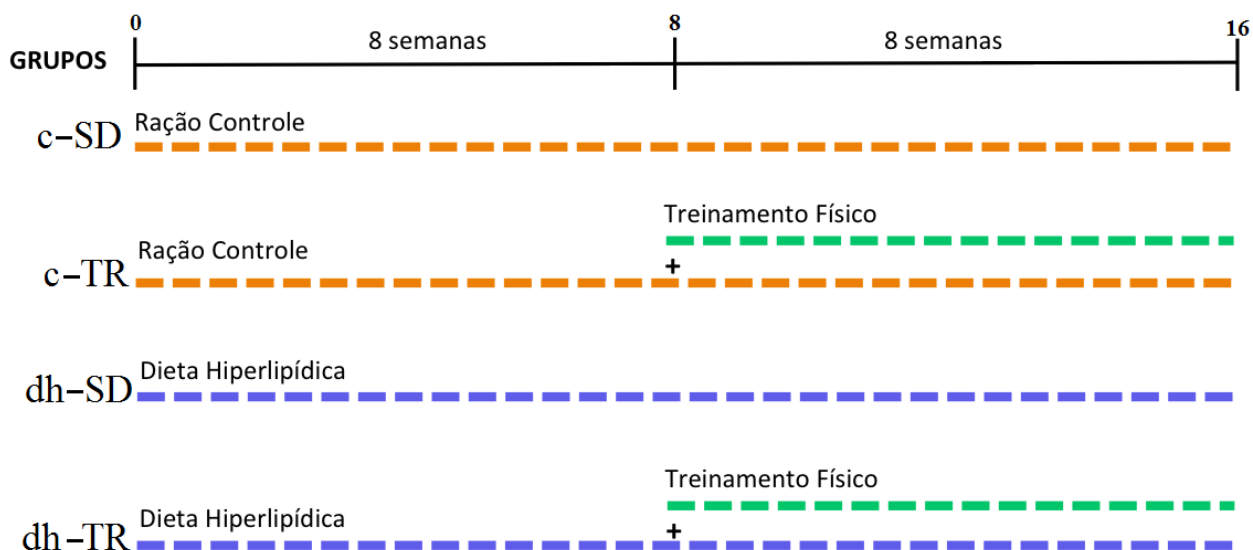 0 8 16
8 semanas 8 semanas
GRUPOS
Ração Controle
c-SD
Treinamento Físico
Ração Controle
+
c-TR
Dieta Hiperlipídica
dh-SD
Treinamento Físico
Dieta Hiperlipídica
+
dh-TR